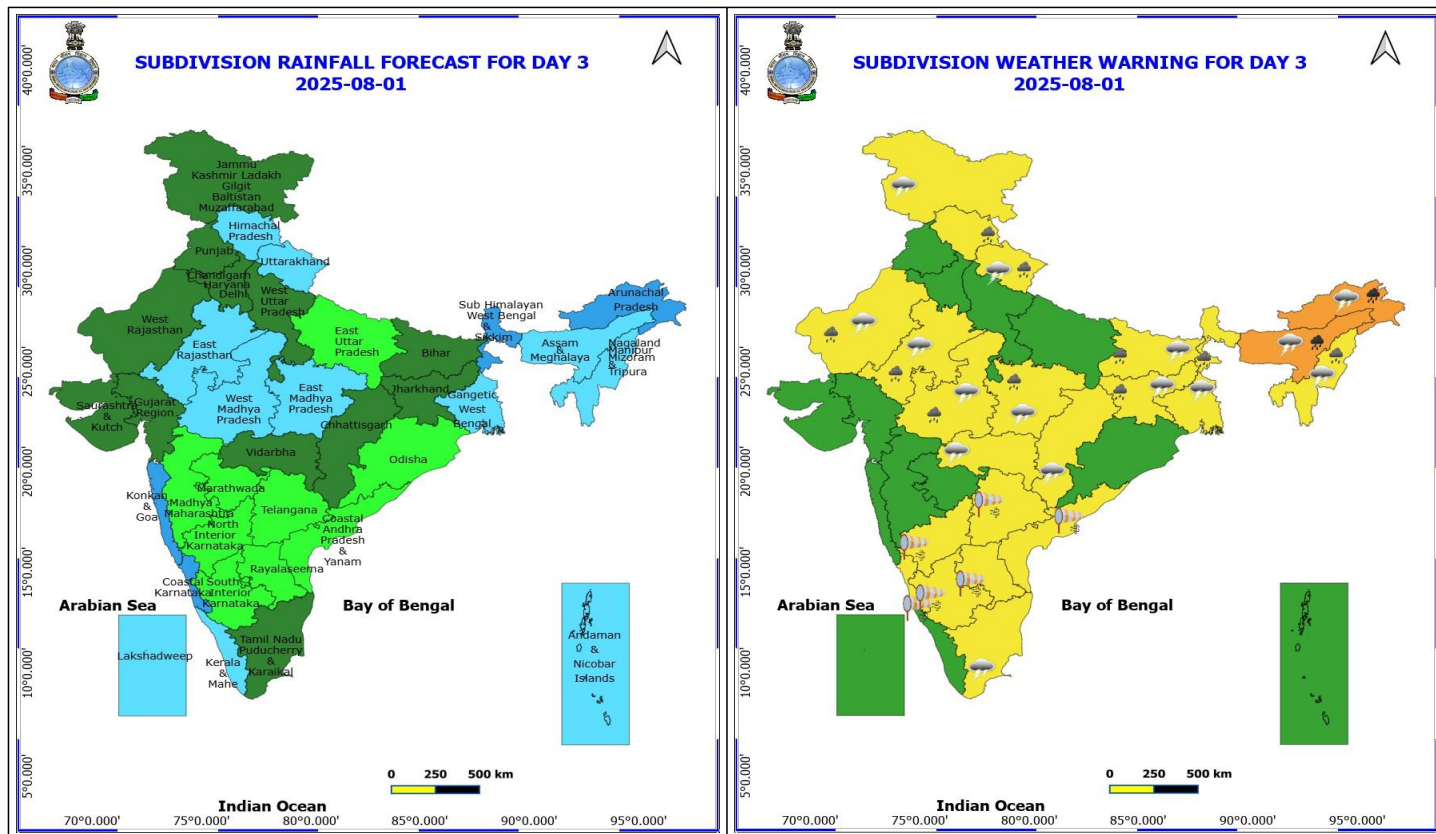 SUBDIVISION RAINFALL FORECAST FOR DAY 3
2025-08-01
40°0.000'
35°0.000'
30°0.000'
25°0.000'
20°0.000'
15°0.000'
10°0.000'
5°0.000'
Jammu
Kashmir Ladakh
Gilgit
Baltistan
Muzaffarabad
Himachal
Pradesh
Punjab
Uttarakhand
Chandigarh
Haryana
Delhi
West
Uttar
Pradesh
West
Rajasthan
East
Rajasthan
East
Uttar
Pradesh
Sub Himalayan
West Bengal
&
Sikkim
Arunachal
Pradesh
Assam
&
Meghalaya
Nagaland
Manipur
Mizoram
&
Tripura
Bihar
Jharkhand
Gangetic
West
Bengal
Saurashtra
&
Kutch
Gujarat
Region
West
Madhya
Pradesh
East
Madhya
Pradesh
Chhattisgarh
Vidarbha
Odisha
Konkan
&
Goa
Marathwada
Madhya
Maharashtra
North
Interior
Karnataka
Telangana
Coastal
Andhra
Pradesh
&
Yanam
Rayalaseema
Coastal
Karnataka
South
Interior
Karnataka
Arabian Sea
Bay of Bengal
Lakshadweep
Kerala
&
Mahe
Tamil Nadu
Puducherry
&
Karaikal
Andaman
&
Nicobar
Islands
0 250 500 km
Indian Ocean
70°0.000' 75°0.000' 80°0.000' 85°0.000' 90°0.000' 95°0.000'
SUBDIVISION WEATHER WARNING FOR DAY 3
2025-08-01
40°0.000'
35°0.000'
30°0.000'
25°0.000'
20°0.000'
15°0.000'
10°0.000'
5°0.000'
Arabian Sea
Bay of Bengal
0 250 500 km
Indian Ocean
70°0.000' 75°0.000' 80°0.000' 85°0.000' 90°0.000' 95°0.000'